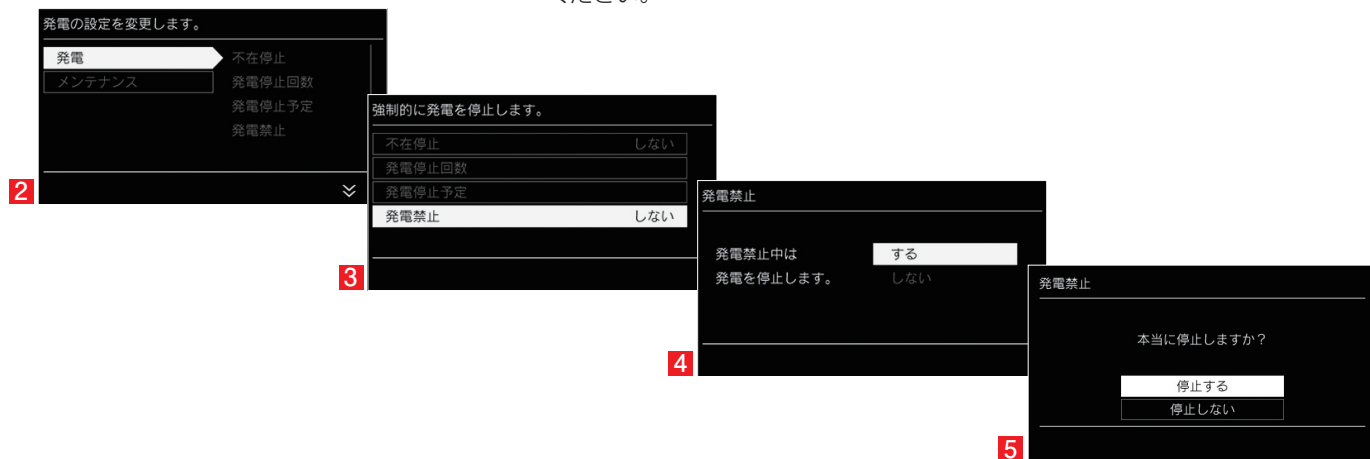 ください。
発電の設定を変更します。
発電 不在停止
メンテナンス 発電停止回数
発電停止予定
発電禁止
2
強制的に発電を停止します。
不在停止 しない
発電停止回数
発電停止予定
発電禁止 しない
3
発電禁止
発電禁止中は する
発電を停止します。 しない
4
発電禁止
本当に停止しますか？
停止する
停止しない
5